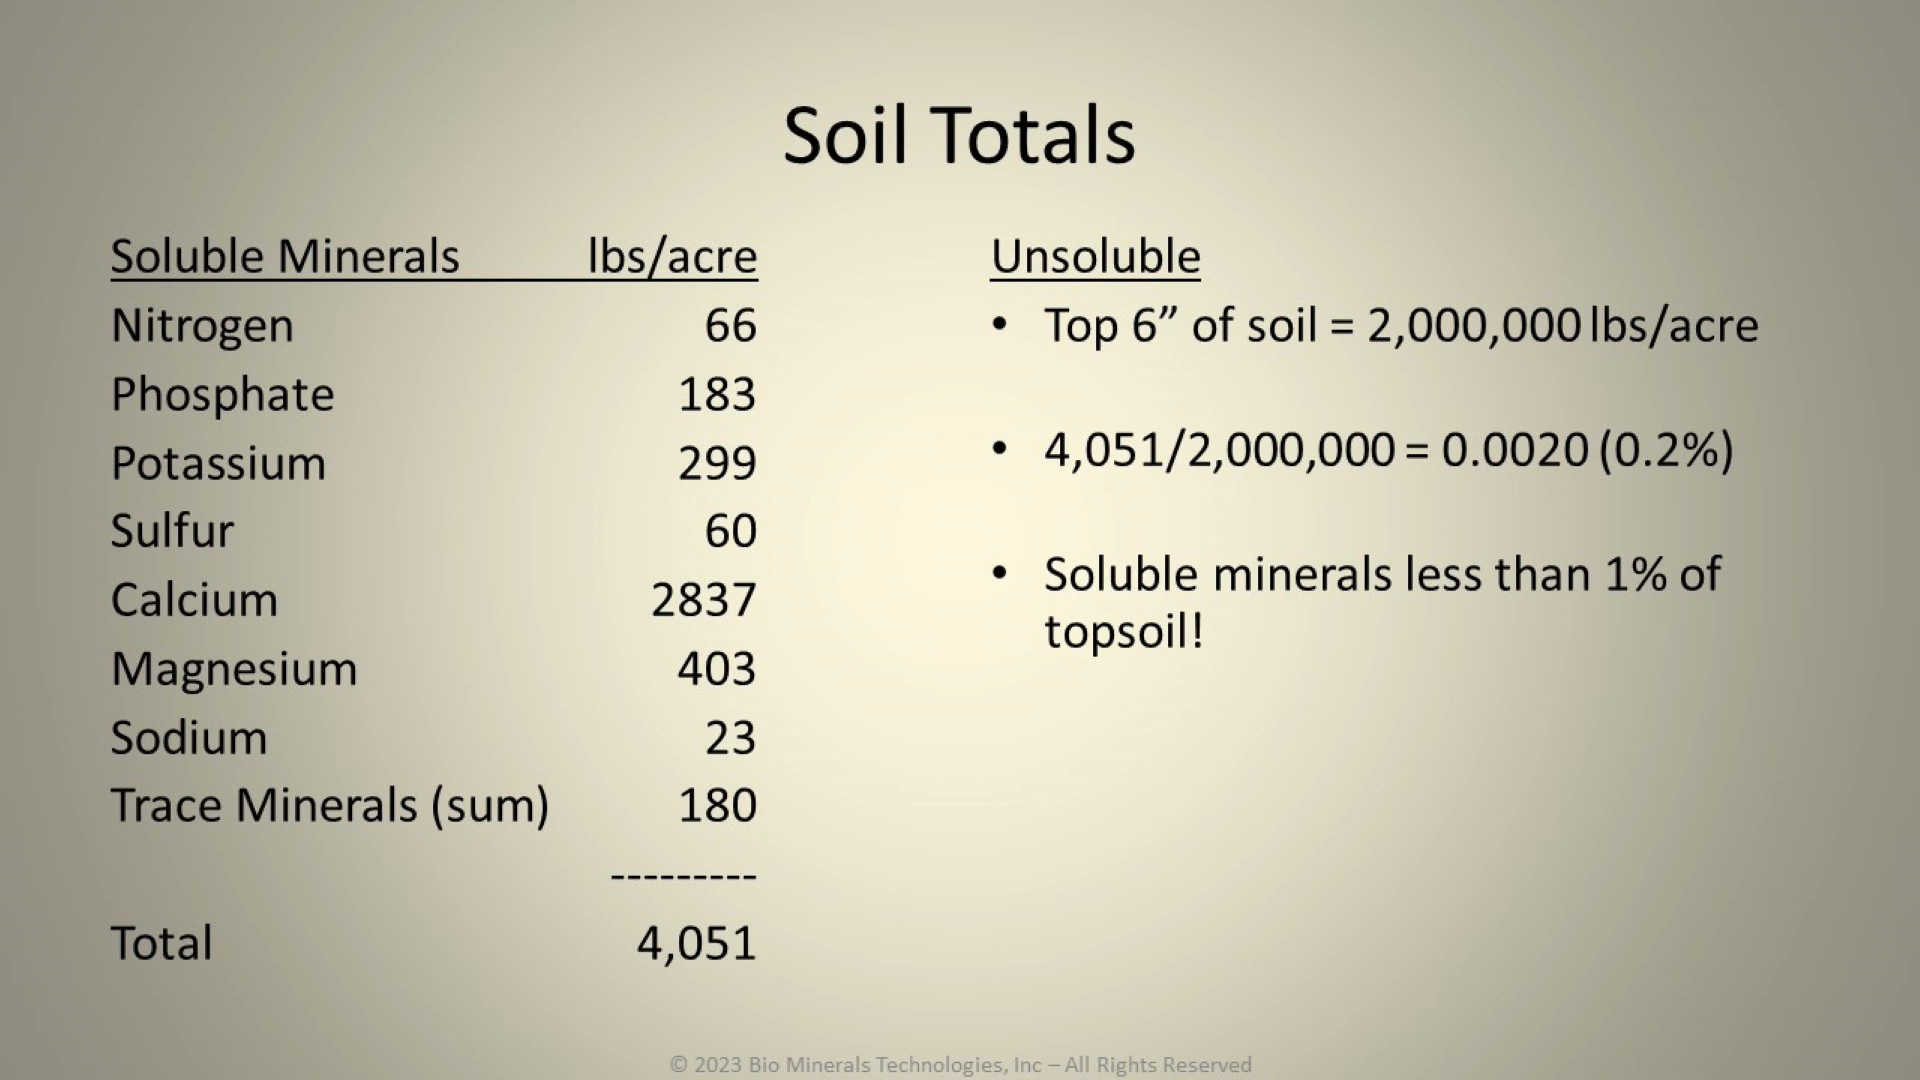 Soil Totals
Soluble Minerals lbs/acre
Nitrogen 66
Phosphate 183
Potassium 299
Sulfur 60
Calcium 2837
Magnesium 403
Sodium 23
Trace Minerals (sum) 180
---------
Total 4,051
Unsoluble
• Top 6” of soil = 2,000,000 lbs/acre
• 4,051/2,000,000 = 0.0020 (0.2%)
• Soluble minerals less than 1% of
topsoil!
© 2023 Bio Minerals Technologies, Inc – All Rights Reserved